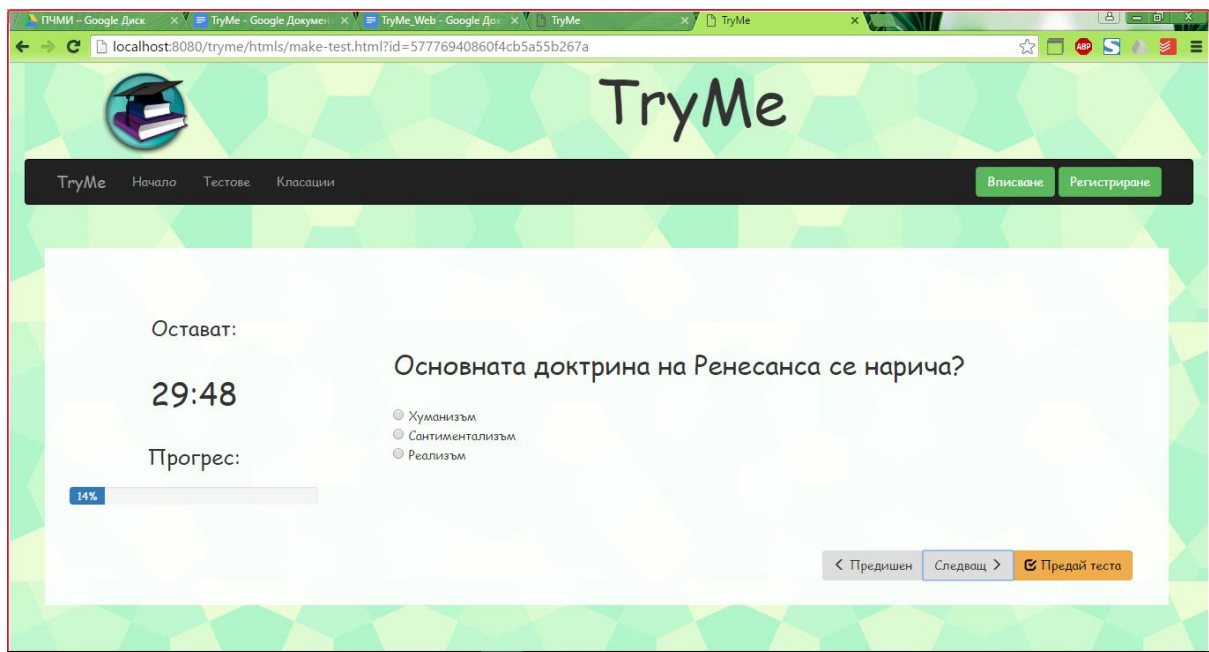 ПЧМИ – Google Диск TryMe - Google Докумен TryMe_Web - Google Док TryMe TryMe
localhost:8080/tryme/htmls/make-test.html?id=57776940860f4cb5a55b267a
ABP S
TryMe
TryMe Начало Тестове Класации Вписване Регистриране
Остават:
29:48
Прогрес:
14%
Основната доктрина на Ренесанса се нарича?
Хуманизъм
Сантиментализъм
Реализъм
Предишен Следващ Предай теста